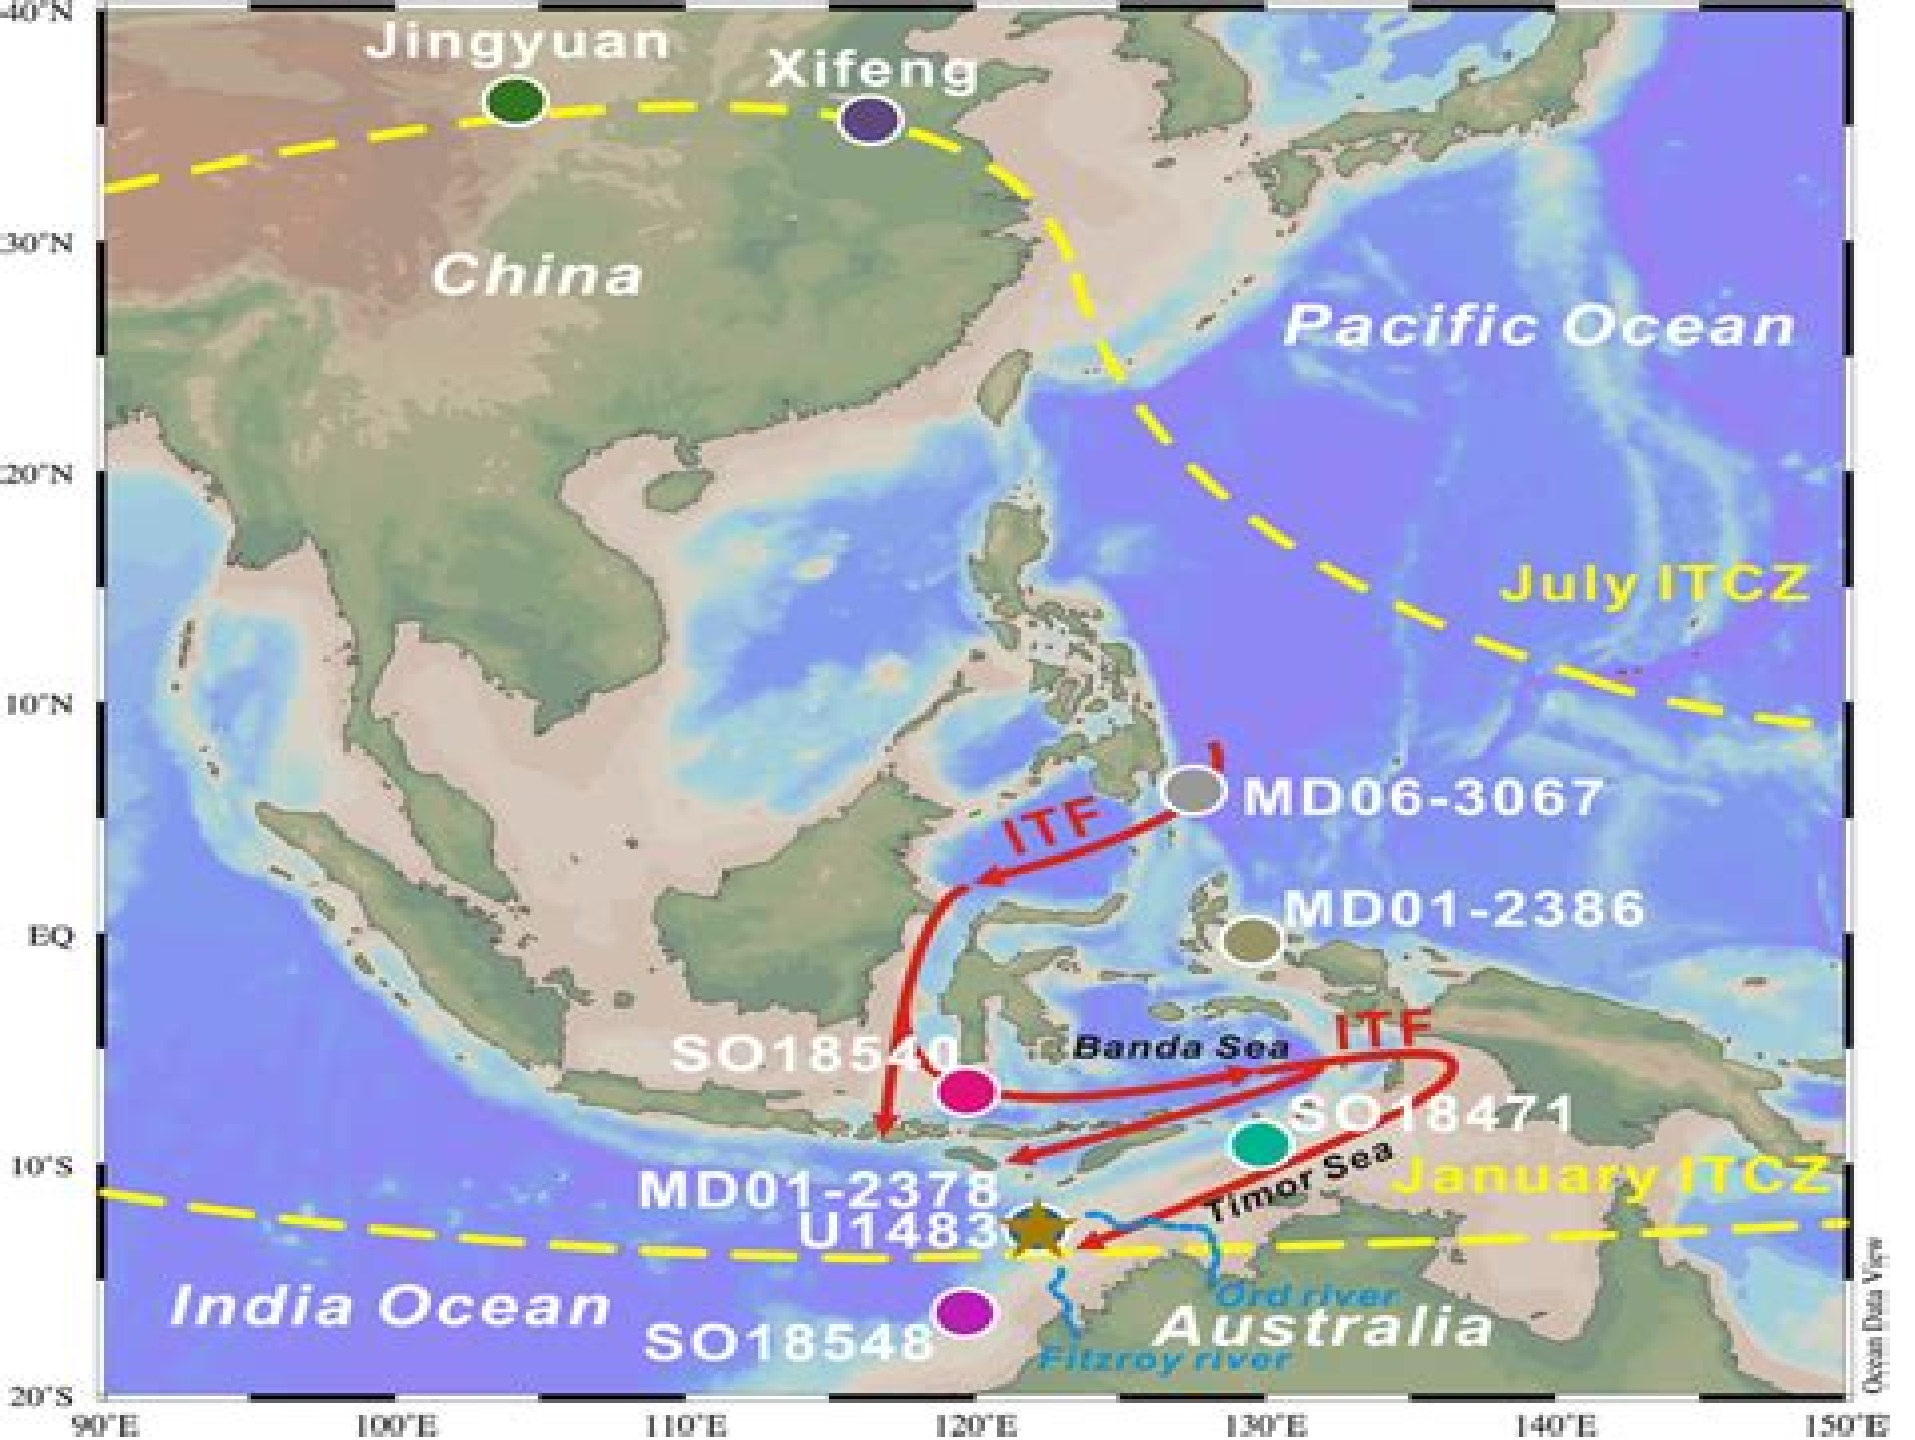 40°N
Jingyuan
Xifeng
30°N
China
Pacific Ocean
20°N
July ITCZ
10°N
MD06-3067
ITF
MD01-2386
EQ
ITF
SO18540
Banda Sea
SO18471
10°S
Timor Sea
January ITCZ
MD01-2378
U1483
India Ocean
Ord river
Australia
SO18548
Fitzroy river
Ocean Data View
20°S
90°E
100°E
110°E
120°E
130°E
140°E
150°E